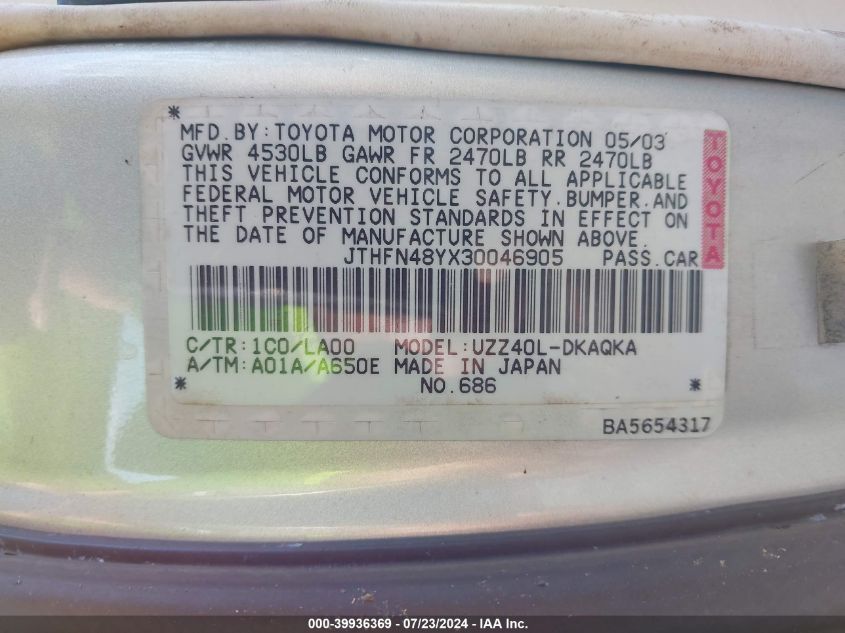 *
MFD.BY:TOYOTA MOTOR CORPORATION 05/03
GVWR 4530LB GAWR FR 2470LB RR 2470LB
THIS VEHICLE CONFORMS TO ALL APPLICABLE
FEDERAL MOTOR VEHICLE SAFETY.BUMPER.AND
THEFT PREVENTION STANDARDS IN EFFECT ON
THE DATE OF MANUFACTURE SHOWN ABOVE.
JTHFN48YX30046905 PASS.CAR
TOYOTA
C/TR:1C0/LA00 MODEL:UZZ40L-DKAQKA
A/TM:A01A/A650E MADE IN JAPAN
* NO.686 *
BA5654317
000-39936369 - 07/23/2024 - IAA Inc.